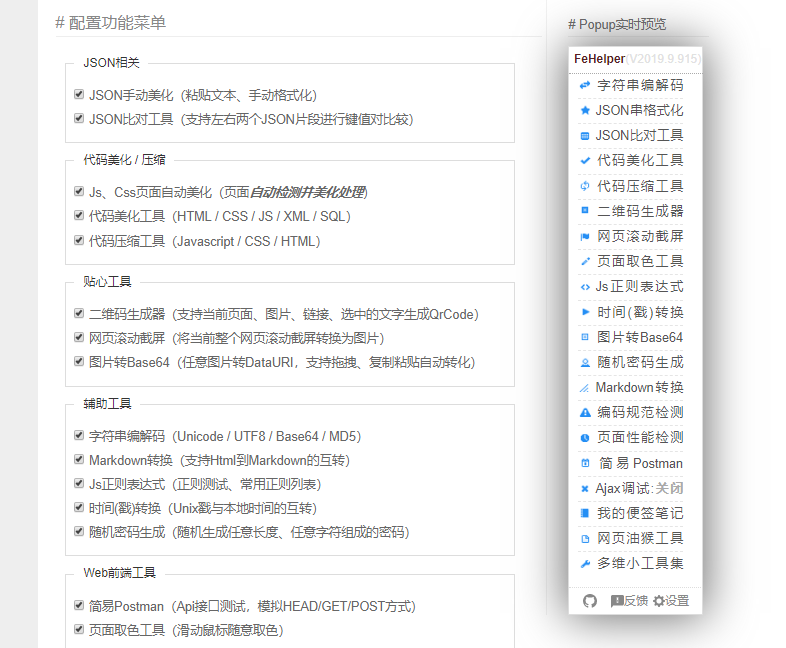 # 配置功能菜单
JSON相关
JSON手动美化（粘贴文本、手动格式化）
JSON比对工具（支持左右两个JSON片段进行键值对比较）
代码美化 / 压缩
Js、Css页面自动美化（页面自动检测并美化处理）
代码美化工具（HTML / CSS / JS / XML / SQL）
代码压缩工具（Javascript / CSS / HTML）
贴心工具
二维码生成器（支持当前页面、图片、链接、选中的文字生成QrCode）
网页滚动截屏（将当前整个网页滚动截屏转换为图片）
图片转Base64（任意图片转DataURI，支持拖拽、复制粘贴自动转化）
辅助工具
字符串编解码（Unicode / UTF8 / Base64 / MD5）
Markdown转换（支持Html到Markdown的互转）
Js正则表达式（正则测试、常用正则列表）
时间(戳)转换（Unix戳与本地时间的互转）
随机密码生成（随机生成任意长度、任意字符组成的密码）
Web前端工具
简易Postman（Api接口测试，模拟HEAD/GET/POST方式）
页面取色工具（滑动鼠标随意取色）
# Popup实时预览
FeHelper(V2019.9.915)
字符串编解码
JSON串格式化
JSON比对工具
代码美化工具
代码压缩工具
二维码生成器
网页滚动截屏
页面取色工具
Js正则表达式
时间(戳)转换
图片转Base64
随机密码生成
Markdown转换
编码规范检测
页面性能检测
简易 Postman
Ajax调试:关闭
我的便签笔记
网页油猴工具
多维小工具集
反馈 设置